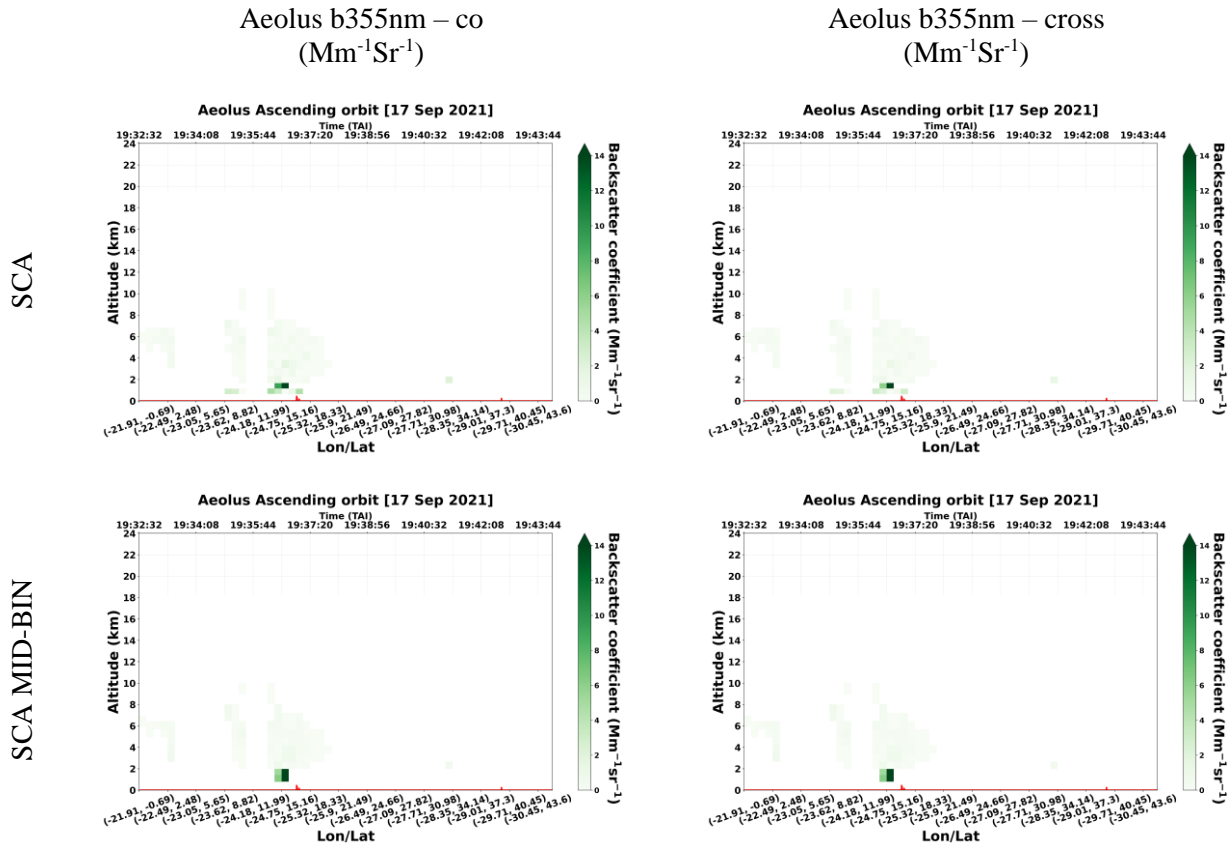 Aeolus b355nm – co
(Mm⁻¹Sr⁻¹)
Aeolus b355nm – cross
(Mm⁻¹Sr⁻¹)
SCA
Aeolus Ascending orbit [17 Sep 2021]
Time (TAI)
19:32:32 19:34:08 19:35:44 19:37:20 19:38:56 19:40:32 19:42:08 19:43:44
24
22
20
18
16
14
12
10
8
6
4
2
0
Altitude (km)
(-21.91, -0.69) (-22.49, 2.48) (-23.05, 5.65) (-23.62, 8.82) (-24.18, 11.99) (-24.75, 15.16) (-25.32, 18.33) (-25.9, 21.49) (-26.49, 24.66) (-27.09, 27.82) (-27.71, 30.98) (-28.35, 34.14) (-29.01, 37.3) (-29.71, 40.45) (-30.45, 43.6)
Lon/Lat
14
12
10
8
6
4
2
0
Backscatter coefficient (Mm⁻¹sr⁻¹)
Aeolus Ascending orbit [17 Sep 2021]
Time (TAI)
19:32:32 19:34:08 19:35:44 19:37:20 19:38:56 19:40:32 19:42:08 19:43:44
24
22
20
18
16
14
12
10
8
6
4
2
0
Altitude (km)
(-21.91, -0.69) (-22.49, 2.48) (-23.05, 5.65) (-23.62, 8.82) (-24.18, 11.99) (-24.75, 15.16) (-25.32, 18.33) (-25.9, 21.49) (-26.49, 24.66) (-27.09, 27.82) (-27.71, 30.98) (-28.35, 34.14) (-29.01, 37.3) (-29.71, 40.45) (-30.45, 43.6)
Lon/Lat
14
12
10
8
6
4
2
0
Backscatter coefficient (Mm⁻¹sr⁻¹)
SCA MID-BIN
Aeolus Ascending orbit [17 Sep 2021]
Time (TAI)
19:32:32 19:34:08 19:35:44 19:37:20 19:38:56 19:40:32 19:42:08 19:43:44
24
22
20
18
16
14
12
10
8
6
4
2
0
Altitude (km)
(-21.91, -0.69) (-22.49, 2.48) (-23.05, 5.65) (-23.62, 8.82) (-24.18, 11.99) (-24.75, 15.16) (-25.32, 18.33) (-25.9, 21.49) (-26.49, 24.66) (-27.09, 27.82) (-27.71, 30.98) (-28.35, 34.14) (-29.01, 37.3) (-29.71, 40.45) (-30.45, 43.6)
Lon/Lat
14
12
10
8
6
4
2
0
Backscatter coefficient (Mm⁻¹sr⁻¹)
Aeolus Ascending orbit [17 Sep 2021]
Time (TAI)
19:32:32 19:34:08 19:35:44 19:37:20 19:38:56 19:40:32 19:42:08 19:43:44
24
22
20
18
16
14
12
10
8
6
4
2
0
Altitude (km)
(-21.91, -0.69) (-22.49, 2.48) (-23.05, 5.65) (-23.62, 8.82) (-24.18, 11.99) (-24.75, 15.16) (-25.32, 18.33) (-25.9, 21.49) (-26.49, 24.66) (-27.09, 27.82) (-27.71, 30.98) (-28.35, 34.14) (-29.01, 37.3) (-29.71, 40.45) (-30.45, 43.6)
Lon/Lat
14
12
10
8
6
4
2
0
Backscatter coefficient (Mm⁻¹sr⁻¹)